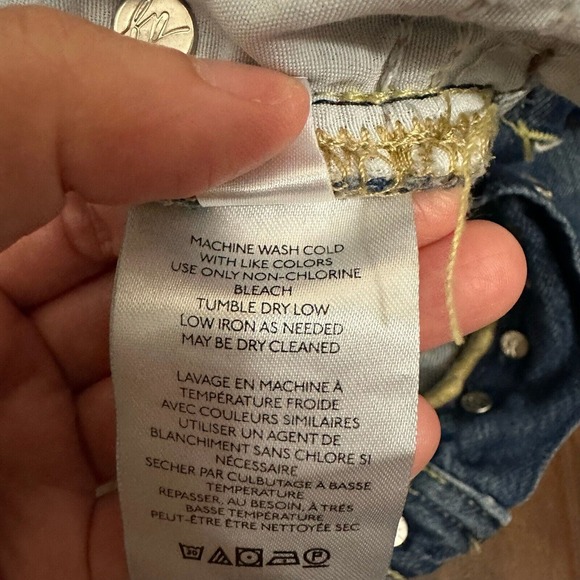 MACHINE WASH COLD
WITH LIKE COLORS
USE ONLY NON-CHLORINE
BLEACH
TUMBLE DRY LOW
LOW IRON AS NEEDED
MAY BE DRY CLEANED
LAVAGE EN MACHINE À
TEMPÉRATURE FROIDE
AVEC COULEURS SIMILAIRES
UTILISER UN AGENT DE
BLANCHIMENT SANS CHLORE SI
NÉCESSAIRE
SECHER PAR CULBUTAGE A BASSE
TEMPERATURE
REPASSER, AU BESOIN, À TRÈS
BASSE TEMPÉRATURE
PEUT-ÊTRE ÊTRE NETTOYÉE SEC
30 P